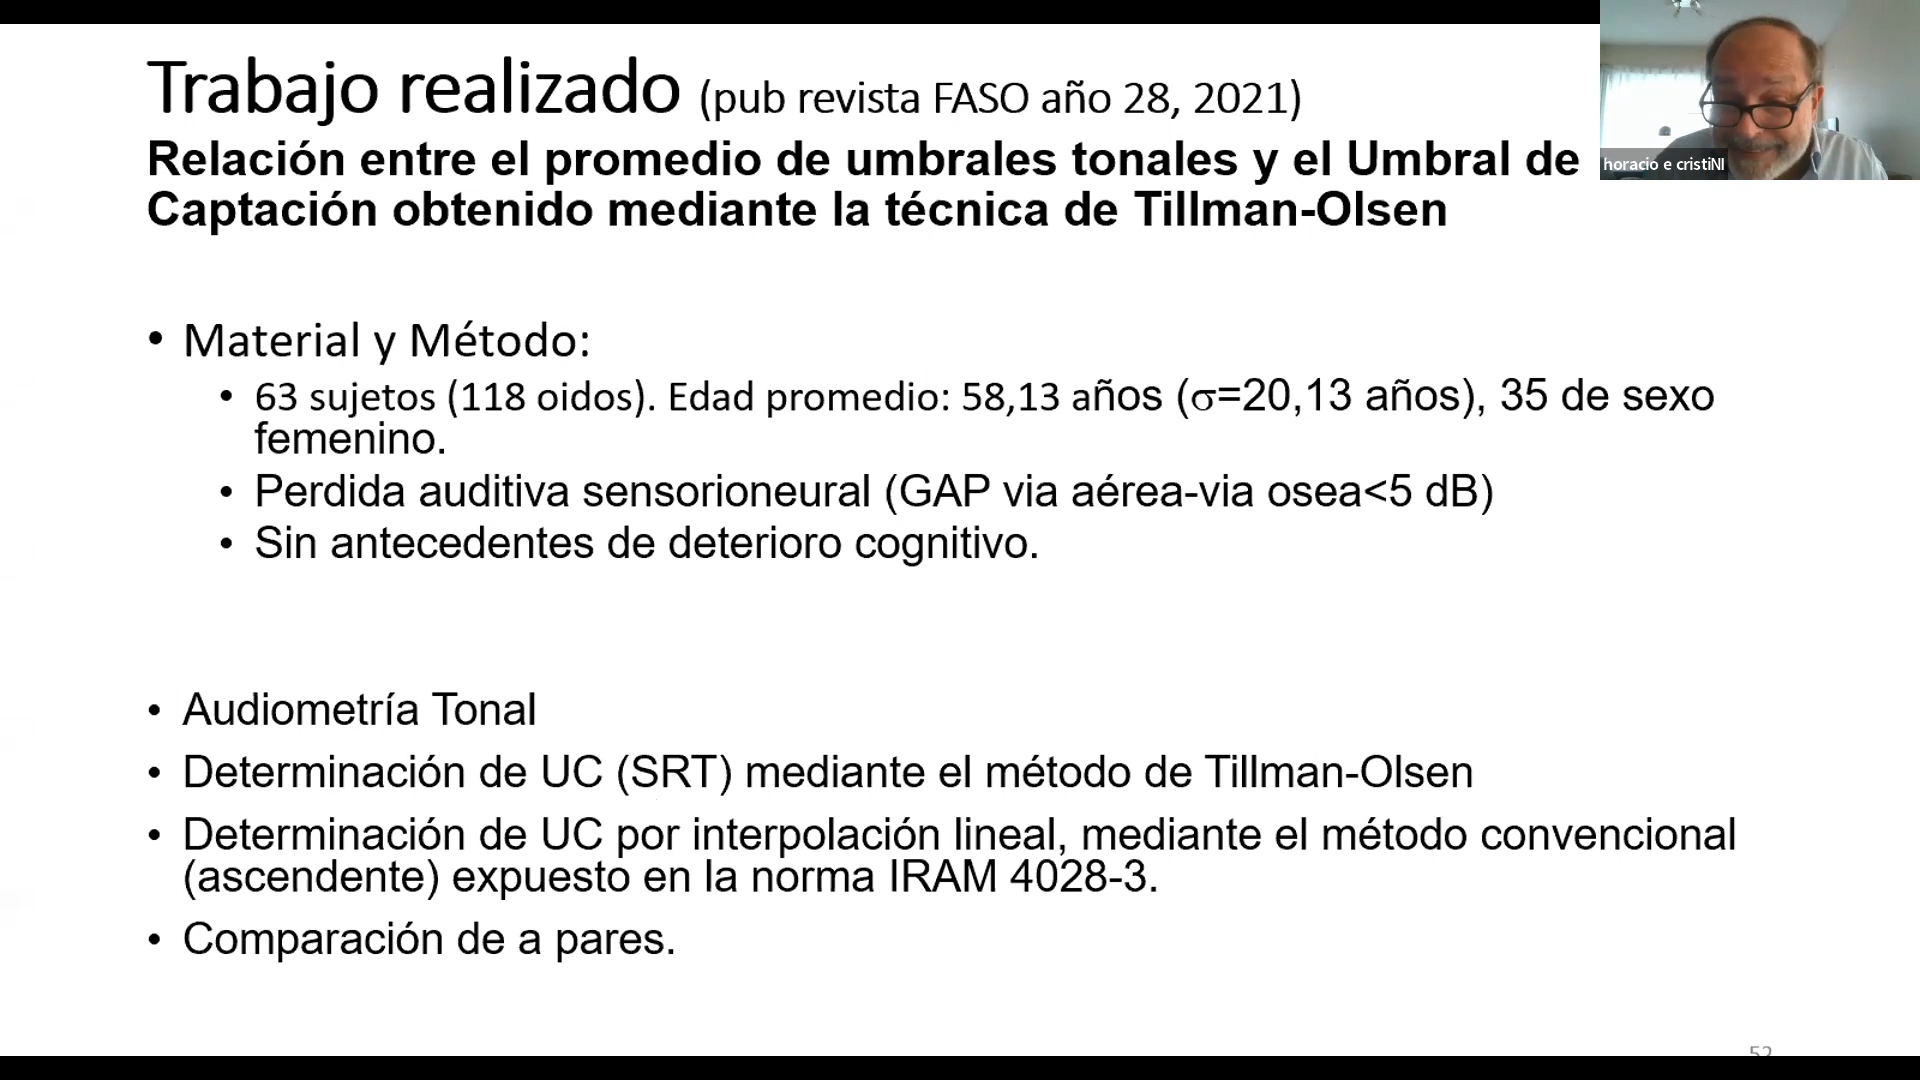 Trabajo realizado (pub revista FASO año 28, 2021)
Relación entre el promedio de umbrales tonales y el Umbral de
Captación obtenido mediante la técnica de Tillman-Olsen
horacio e cristiNI
• Material y Método:
• 63 sujetos (118 oidos). Edad promedio: 58,13 años (σ=20,13 años), 35 de sexo
femenino.
• Perdida auditiva sensorioneural (GAP via aérea-via osea<5 dB)
• Sin antecedentes de deterioro cognitivo.
• Audiometría Tonal
• Determinación de UC (SRT) mediante el método de Tillman-Olsen
• Determinación de UC por interpolación lineal, mediante el método convencional
(ascendente) expuesto en la norma IRAM 4028-3.
• Comparación de a pares.
52